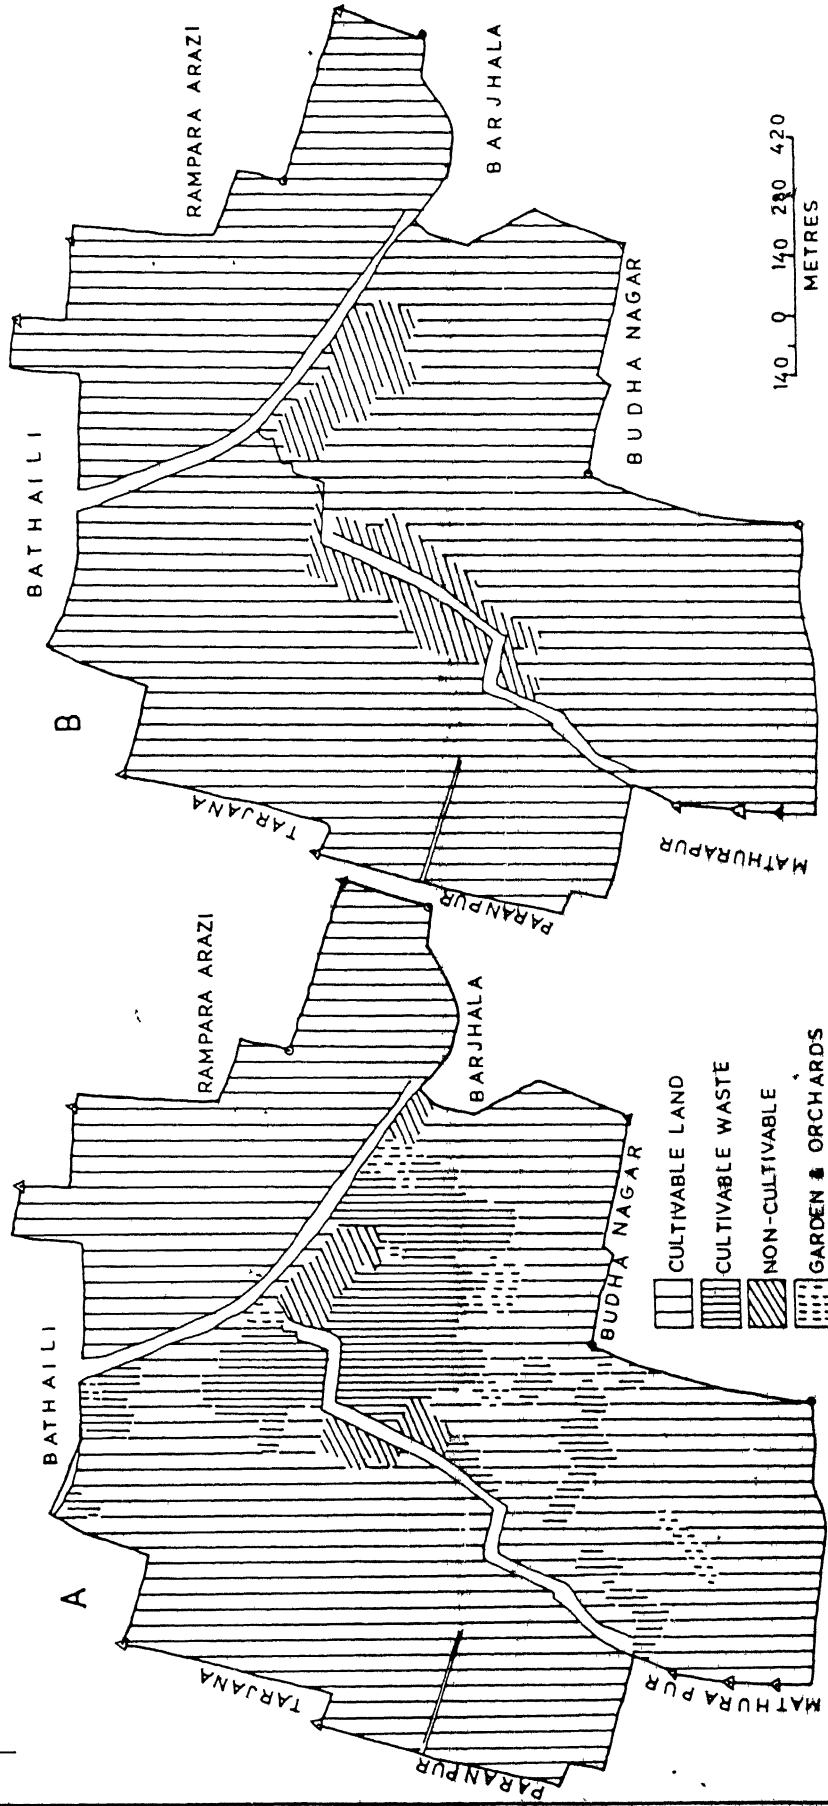 A
BATHAILI
RAMPARA ARAZI
BARJHALA
BUDHA NAGAR
MATHURAPUR
PARANPUR
TARJANA
CULTIVABLE LAND
CULTIVABLE WASTE
NON-CULTIVABLE
GARDEN & ORCHARDS
B
BATHAILI
RAMPARA ARAZI
BARJHALA
BUDHA NAGAR
MATHURAPUR
PARANPUR
TARJANA
140 0 140 280 420
METRES